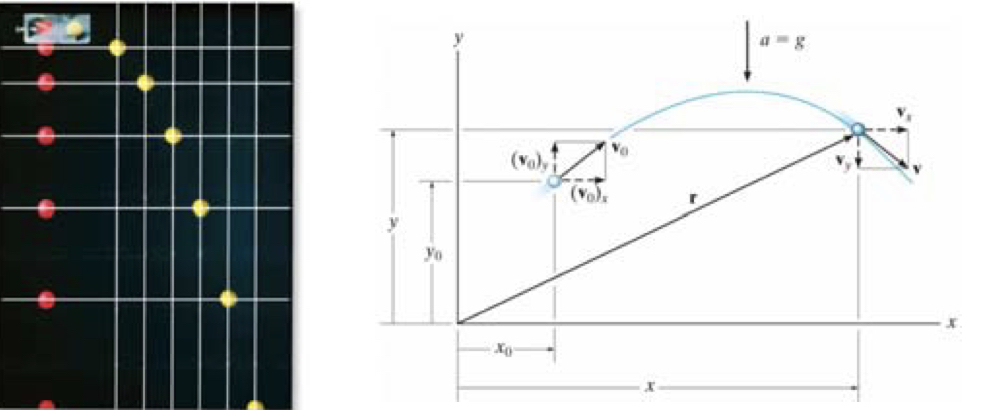 y
a = g
vₓ
(v₀)y
v₀
vy
v
(v₀)ₓ
r
y
y₀
x
x₀
x